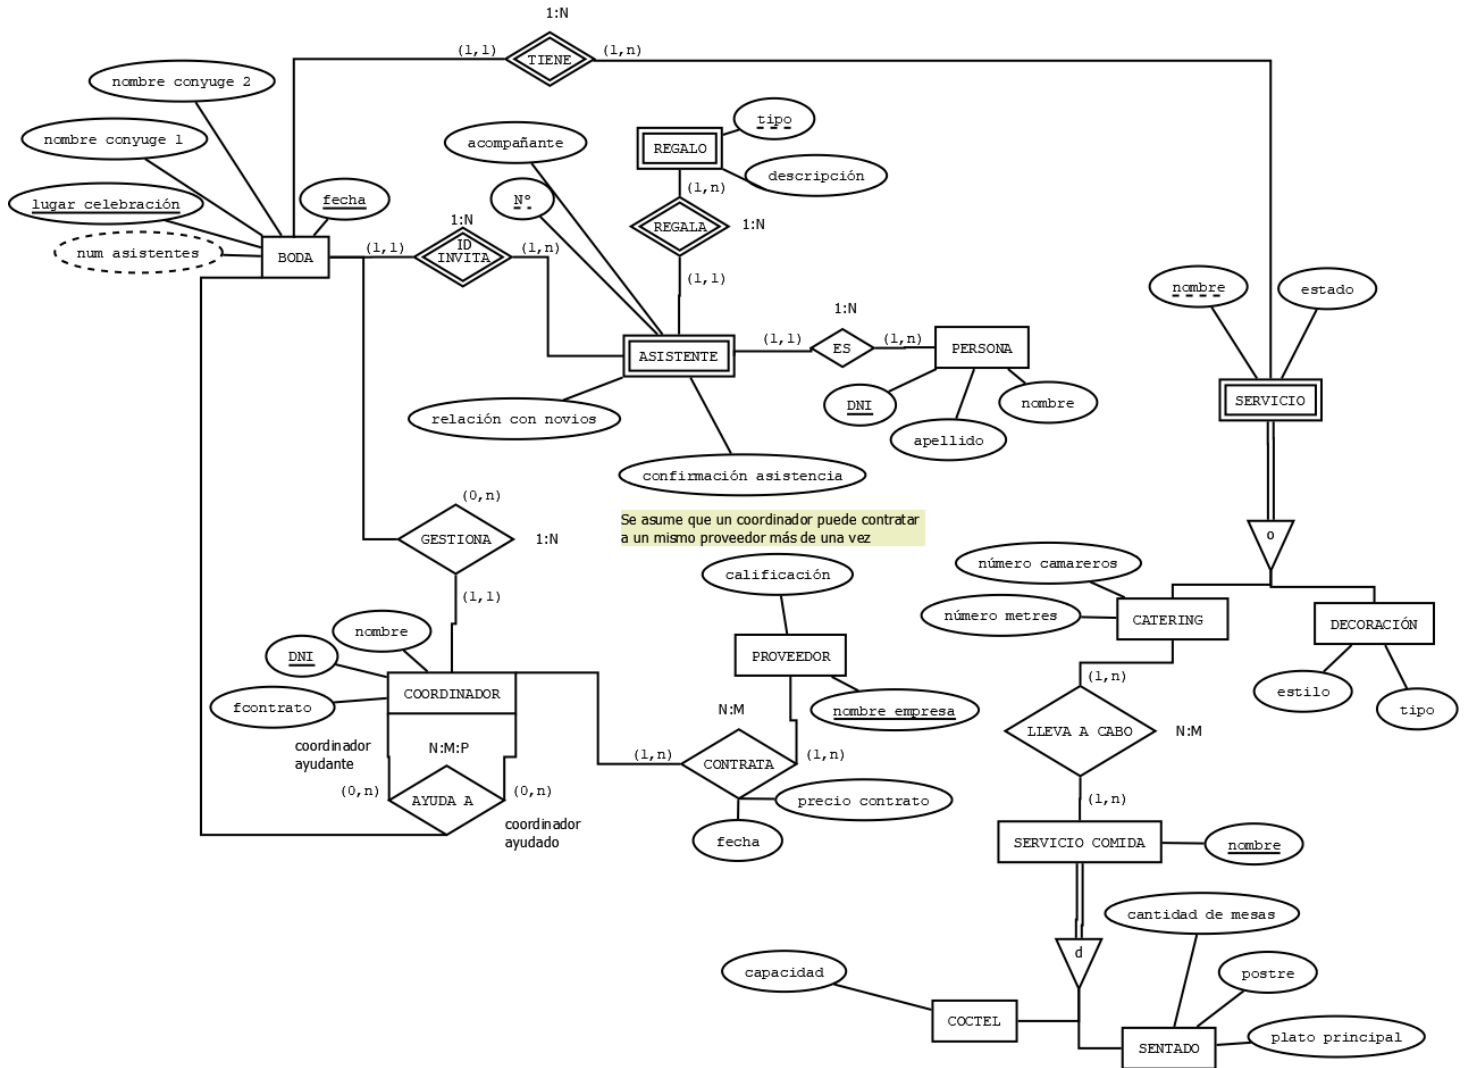 1:N
(1,1)
TIENE
(1,n)
nombre conyuge 2
nombre conyuge 1
lugar celebración
fecha
num asistentes
BODA
(1,1)
1:N
ID
INVITA
(1,n)
acompañante
Nº
REGALO
tipo
descripción
(1,n)
REGALA
1:N
(1,1)
ASISTENTE
relación con novios
confirmación asistencia
(1,1)
1:N
ES
(1,n)
PERSONA
DNI
apellido
nombre
nombre
estado
SERVICIO
o
(0,n)
GESTIONA
1:N
(1,1)
Se asume que un coordinador puede contratar
a un mismo proveedor más de una vez
calificación
PROVEEDOR
nombre empresa
nombre
DNI
fcontrato
COORDINADOR
coordinador
ayudante
N:M:P
(0,n)
AYUDA A
(0,n)
coordinador
ayudado
N:M
(1,n)
CONTRATA
(1,n)
precio contrato
fecha
número camareros
número metres
CATERING
DECORACIÓN
estilo
tipo
(1,n)
LLEVA A CABO
N:M
(1,n)
SERVICIO COMIDA
nombre
d
cantidad de mesas
capacidad
postre
COCTEL
SENTADO
plato principal